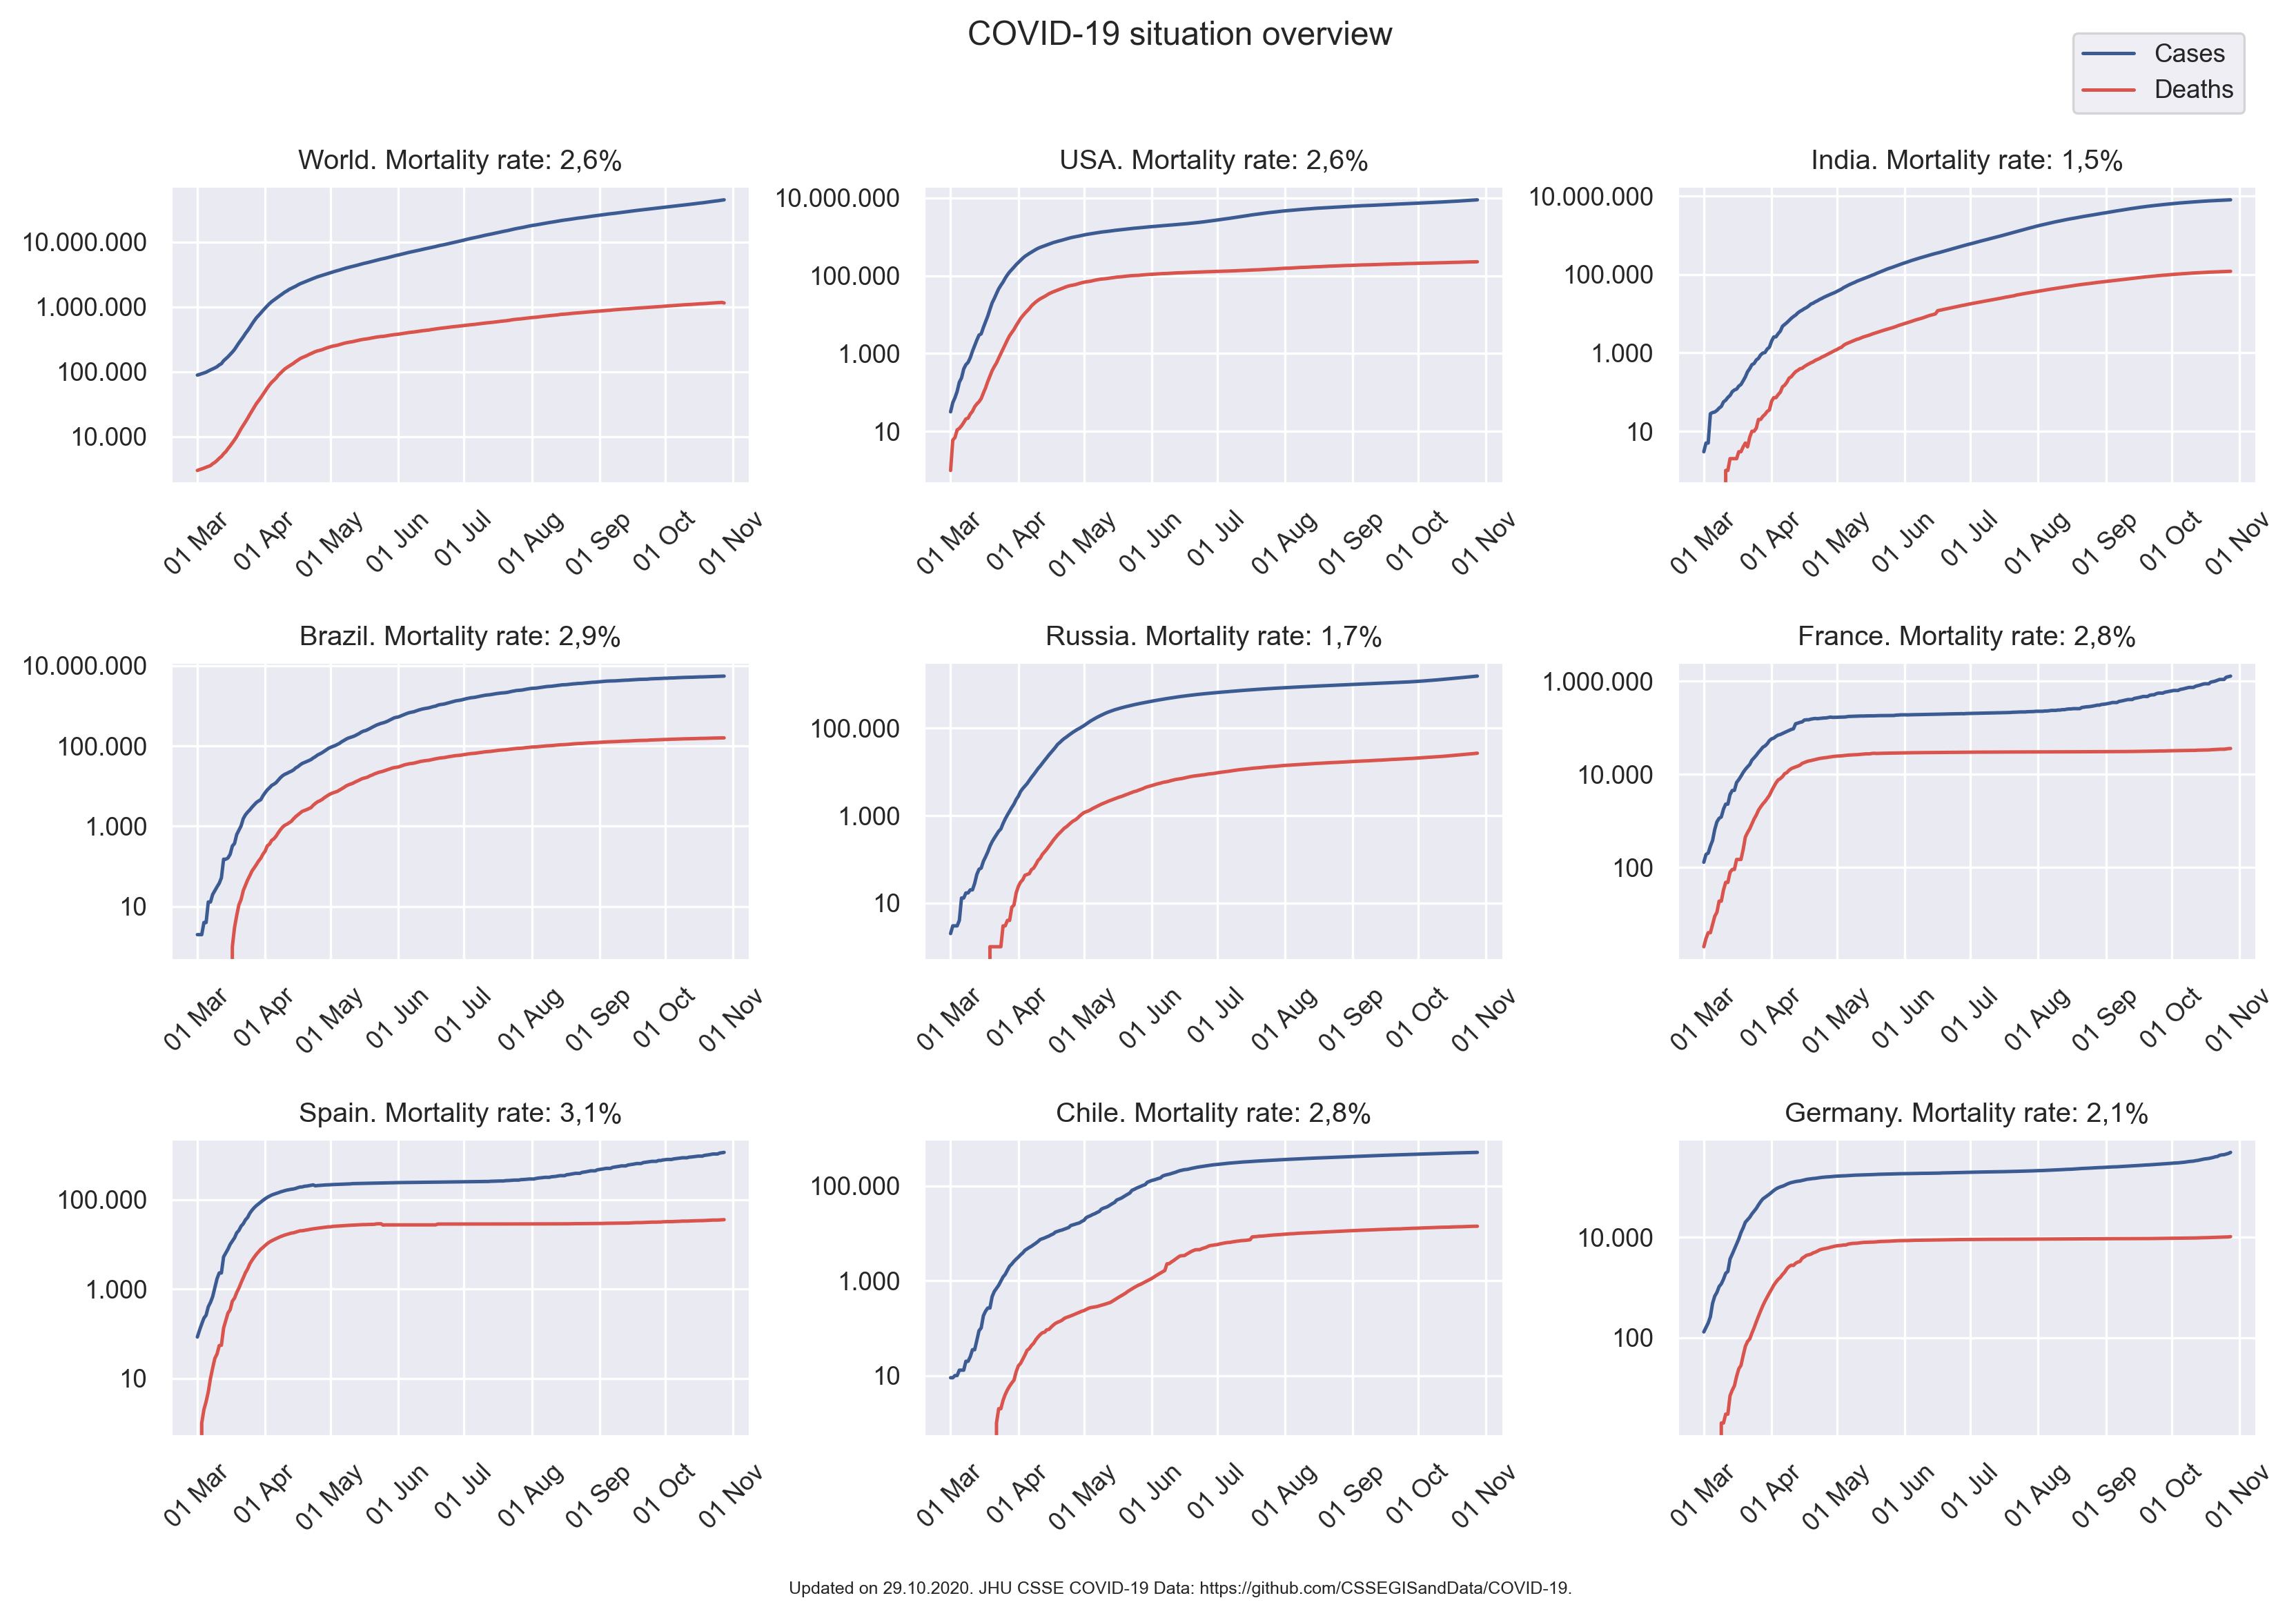 COVID-19 situation overview
Cases
Deaths
World. Mortality rate: 2,6%
10.000.000
1.000.000
100.000
10.000
01 Mar
01 Apr
01 May
01 Jun
01 Jul
01 Aug
01 Sep
01 Oct
01 Nov
USA. Mortality rate: 2,6%
10.000.000
100.000
1.000
10
01 Mar
01 Apr
01 May
01 Jun
01 Jul
01 Aug
01 Sep
01 Oct
01 Nov
India. Mortality rate: 1,5%
10.000.000
100.000
1.000
10
01 Mar
01 Apr
01 May
01 Jun
01 Jul
01 Aug
01 Sep
01 Oct
01 Nov
Brazil. Mortality rate: 2,9%
10.000.000
100.000
1.000
10
01 Mar
01 Apr
01 May
01 Jun
01 Jul
01 Aug
01 Sep
01 Oct
01 Nov
Russia. Mortality rate: 1,7%
100.000
1.000
10
01 Mar
01 Apr
01 May
01 Jun
01 Jul
01 Aug
01 Sep
01 Oct
01 Nov
France. Mortality rate: 2,8%
1.000.000
10.000
100
01 Mar
01 Apr
01 May
01 Jun
01 Jul
01 Aug
01 Sep
01 Oct
01 Nov
Spain. Mortality rate: 3,1%
100.000
1.000
10
01 Mar
01 Apr
01 May
01 Jun
01 Jul
01 Aug
01 Sep
01 Oct
01 Nov
Chile. Mortality rate: 2,8%
100.000
1.000
10
01 Mar
01 Apr
01 May
01 Jun
01 Jul
01 Aug
01 Sep
01 Oct
01 Nov
Germany. Mortality rate: 2,1%
10.000
100
01 Mar
01 Apr
01 May
01 Jun
01 Jul
01 Aug
01 Sep
01 Oct
01 Nov
Updated on 29.10.2020. JHU CSSE COVID-19 Data: https://github.com/CSSEGISandData/COVID-19.